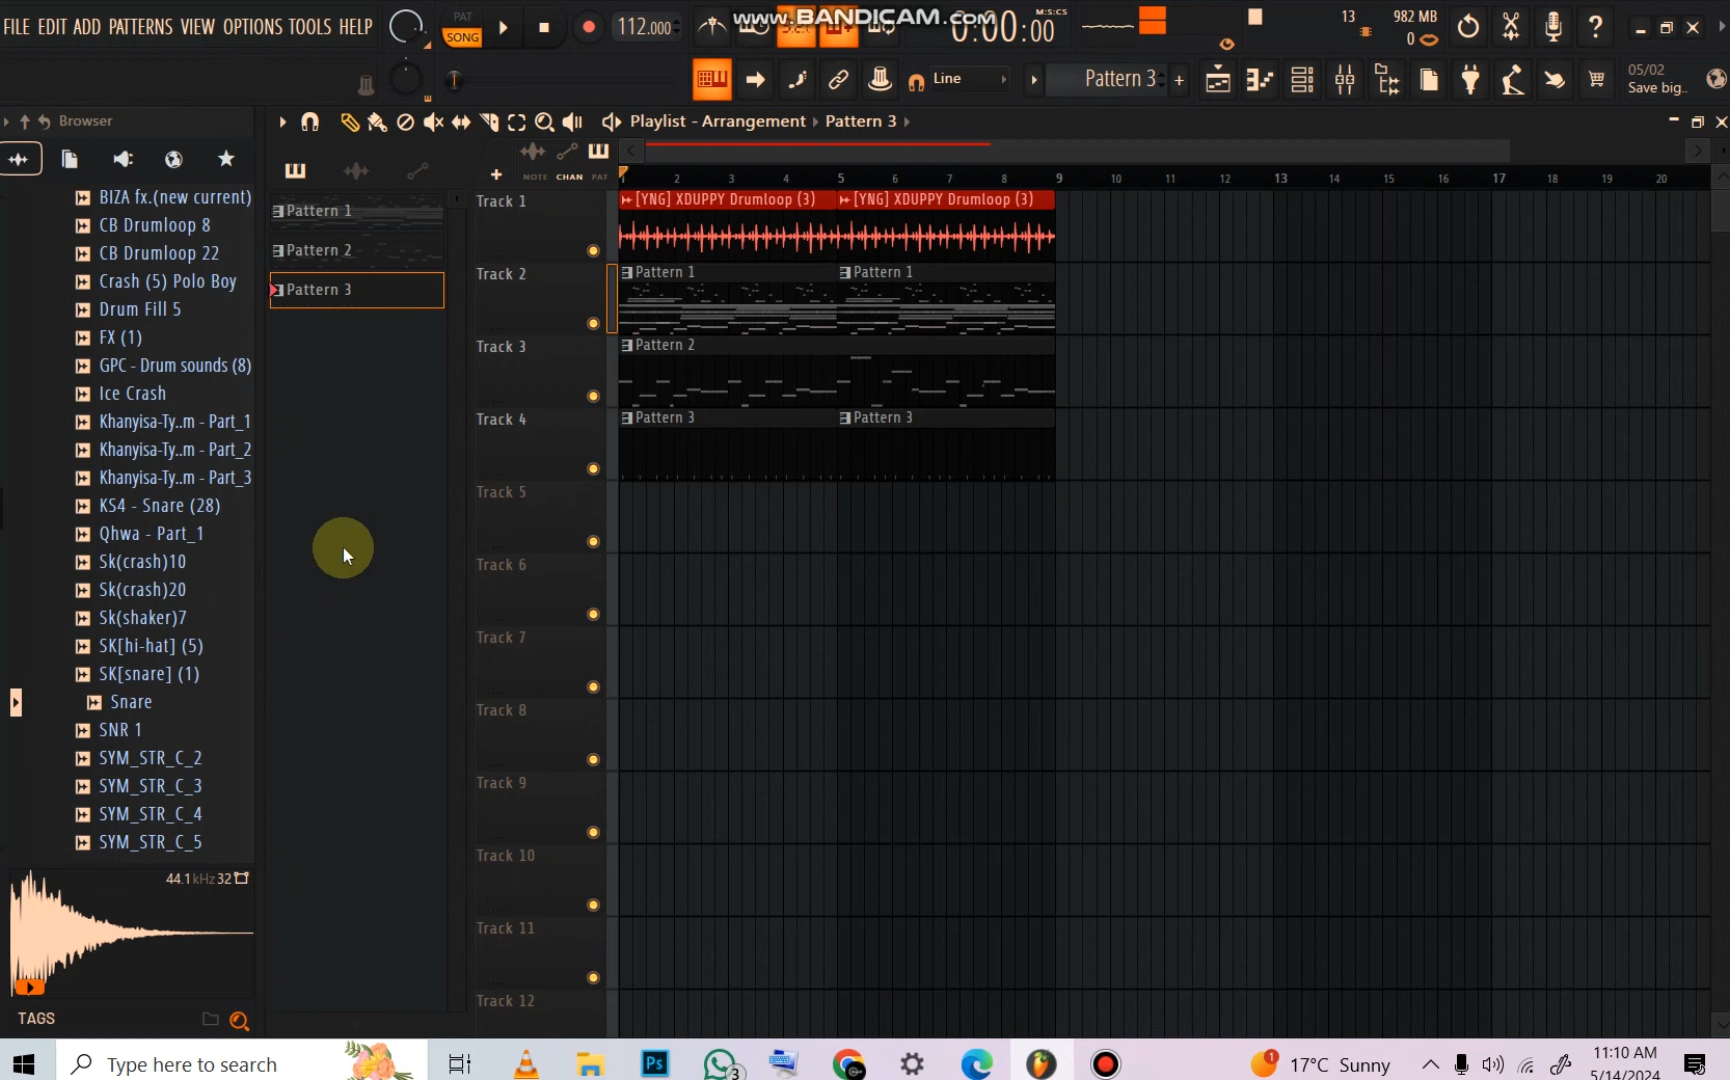 FILE EDIT ADD PATTERNS VIEW OPTIONS TOOLS HELP
PAT
SONG
112.000
www.BANDICAM.com
0:00:00
M:S:CS
13
982 MB
0
Line
Pattern 3
05/02
Save big..
Browser
Playlist - Arrangement
Pattern 3
NOTE CHAN PAT
2 3 4 5 6 7 8 9 10 11 12 13 14 15 16 17 18 19 20
BIZA fx.(new current)
CB Drumloop 8
CB Drumloop 22
Crash (5) Polo Boy
Drum Fill 5
FX (1)
GPC - Drum sounds (8)
Ice Crash
Khanyisa-Ty..m - Part_1
Khanyisa-Ty..m - Part_2
Khanyisa-Ty..m - Part_3
KS4 - Snare (28)
Qhwa - Part_1
Sk(crash)10
Sk(crash)20
Sk(shaker)7
SK[hi-hat] (5)
SK[snare] (1)
Snare
SNR 1
SYM_STR_C_2
SYM_STR_C_3
SYM_STR_C_4
SYM_STR_C_5
44.1kHz 32
TAGS
Pattern 1
Pattern 2
Pattern 3
Track 1
[YNG] XDUPPY Drumloop (3)
[YNG] XDUPPY Drumloop (3)
Track 2
Pattern 1
Pattern 1
Track 3
Pattern 2
Track 4
Pattern 3
Pattern 3
Track 5
Track 6
Track 7
Track 8
Track 9
Track 10
Track 11
Track 12
Type here to search
Ps
3
1
17°C Sunny
11:10 AM
5/14/2024